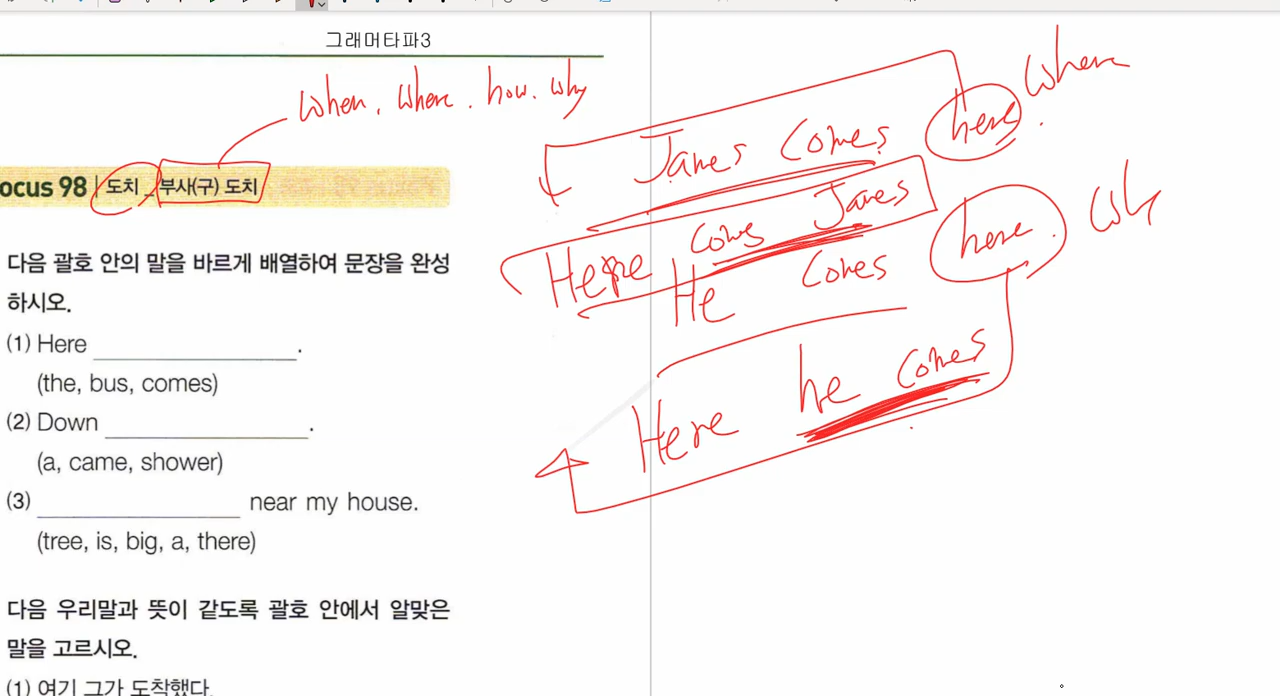 그래머타파3
when, where, how, why
ocus 98 | 도치 _ 부사(구) 도치
다음 괄호 안의 말을 바르게 배열하여 문장을 완성
하시오.
(1) Here ____________.
(the, bus, comes)
(2) Down ____________.
(a, came, shower)
(3) ____________ near my house.
(tree, is, big, a, there)
다음 우리말과 뜻이 같도록 괄호 안에서 알맞은
말을 고르시오.
(1) 여기 그가 도착했다.
James comes here. where
Here comes James
He comes here. why
Here he comes